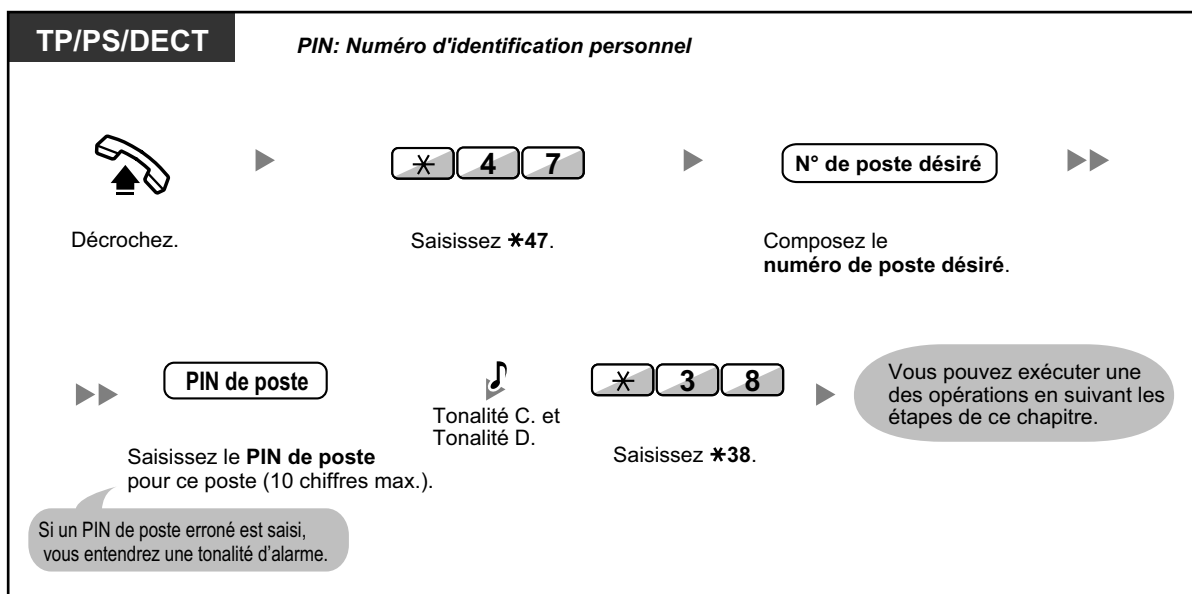 TP/PS/DECT
PIN: Numéro d'identification personnel
✳ 4 7
N° de poste désiré
Décrochez.
Saisissez ✳47.
Composez le
numéro de poste désiré.
PIN de poste
✳ 3 8
Tonalité C. et
Tonalité D.
Vous pouvez exécuter une
des opérations en suivant les
étapes de ce chapitre.
Saisissez le PIN de poste
pour ce poste (10 chiffres max.).
Saisissez ✳38.
Si un PIN de poste erroné est saisi,
vous entendrez une tonalité d’alarme.